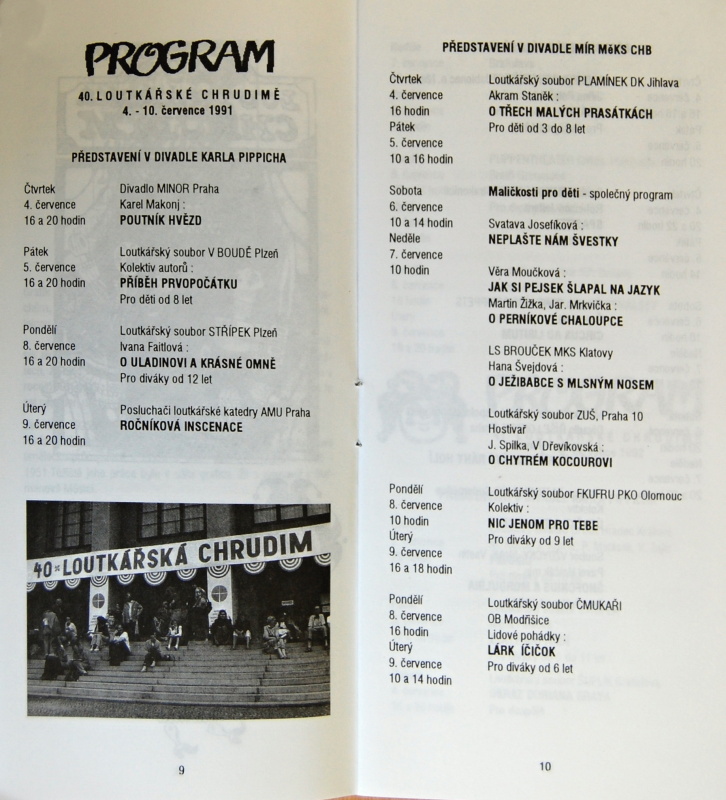 PROGRAM
40. LOUTKÁŘSKÉ CHRUDIMĚ
4. - 10. července 1991
PŘEDSTAVENÍ V DIVADLE KARLA PIPPICHA
Čtvrtek Divadlo MINOR Praha
4. července Karel Makonj :
16 a 20 hodin POUTNÍK HVĚZD
Pátek Loutkářský soubor V BOUDĚ Plzeň
5. července Kolektiv autorů :
16 a 20 hodin PŘÍBĚH PRVOPOČÁTKU
Pro děti od 8 let
Pondělí Loutkářský soubor STŘÍPEK Plzeň
8. července Ivana Faitlová :
16 a 20 hodin O ULADINOVI A KRÁSNÉ OMNĚ
Pro diváky od 12 let
Úterý Posluchači loutkářské katedry AMU Praha
9. července ROČNÍKOVÁ INSCENACE
16 a 20 hodin
40× LOUTKÁŘSKÁ CHRUDIM
9
PŘEDSTAVENÍ V DIVADLE MÍR MěKS CHB
Čtvrtek Loutkářský soubor PLAMÍNEK DK Jihlava
4. července Akram Staněk :
16 hodin O TŘECH MALÝCH PRASÁTKÁCH
Pátek Pro děti od 3 do 8 let
5. července
10 a 16 hodin
Sobota Maličkosti pro děti - společný program
6. července
10 a 14 hodin Svatava Josefíková :
Neděle NEPLAŠTE NÁM ŠVESTKY
7. července
10 hodin Věra Moučková :
JAK SI PEJSEK ŠLAPAL NA JAZYK
Martin Žižka, Jar. Mrkvička :
O PERNÍKOVÉ CHALOUPCE
LS BROUČEK MKS Klatovy
Hana Švejdová :
O JEŽIBABCE S MLSNÝM NOSEM
Loutkářský soubor ZUŠ, Praha 10
Hostivař
J. Spilka, V Dřevíkovská :
O CHYTRÉM KOCOUROVI
Pondělí Loutkářský soubor FKUFRU PKO Olomouc
8. července Kolektiv :
10 hodin NIC JENOM PRO TEBE
Úterý Pro diváky od 9 let
9. července
16 a 18 hodin
Pondělí Loutkářský soubor ČMUKAŘI
8. července OB Modřišice
16 hodin Lidové pohádky :
Úterý LÁRK ÍČIČOK
9. července Pro diváky od 6 let
10 a 14 hodin
10